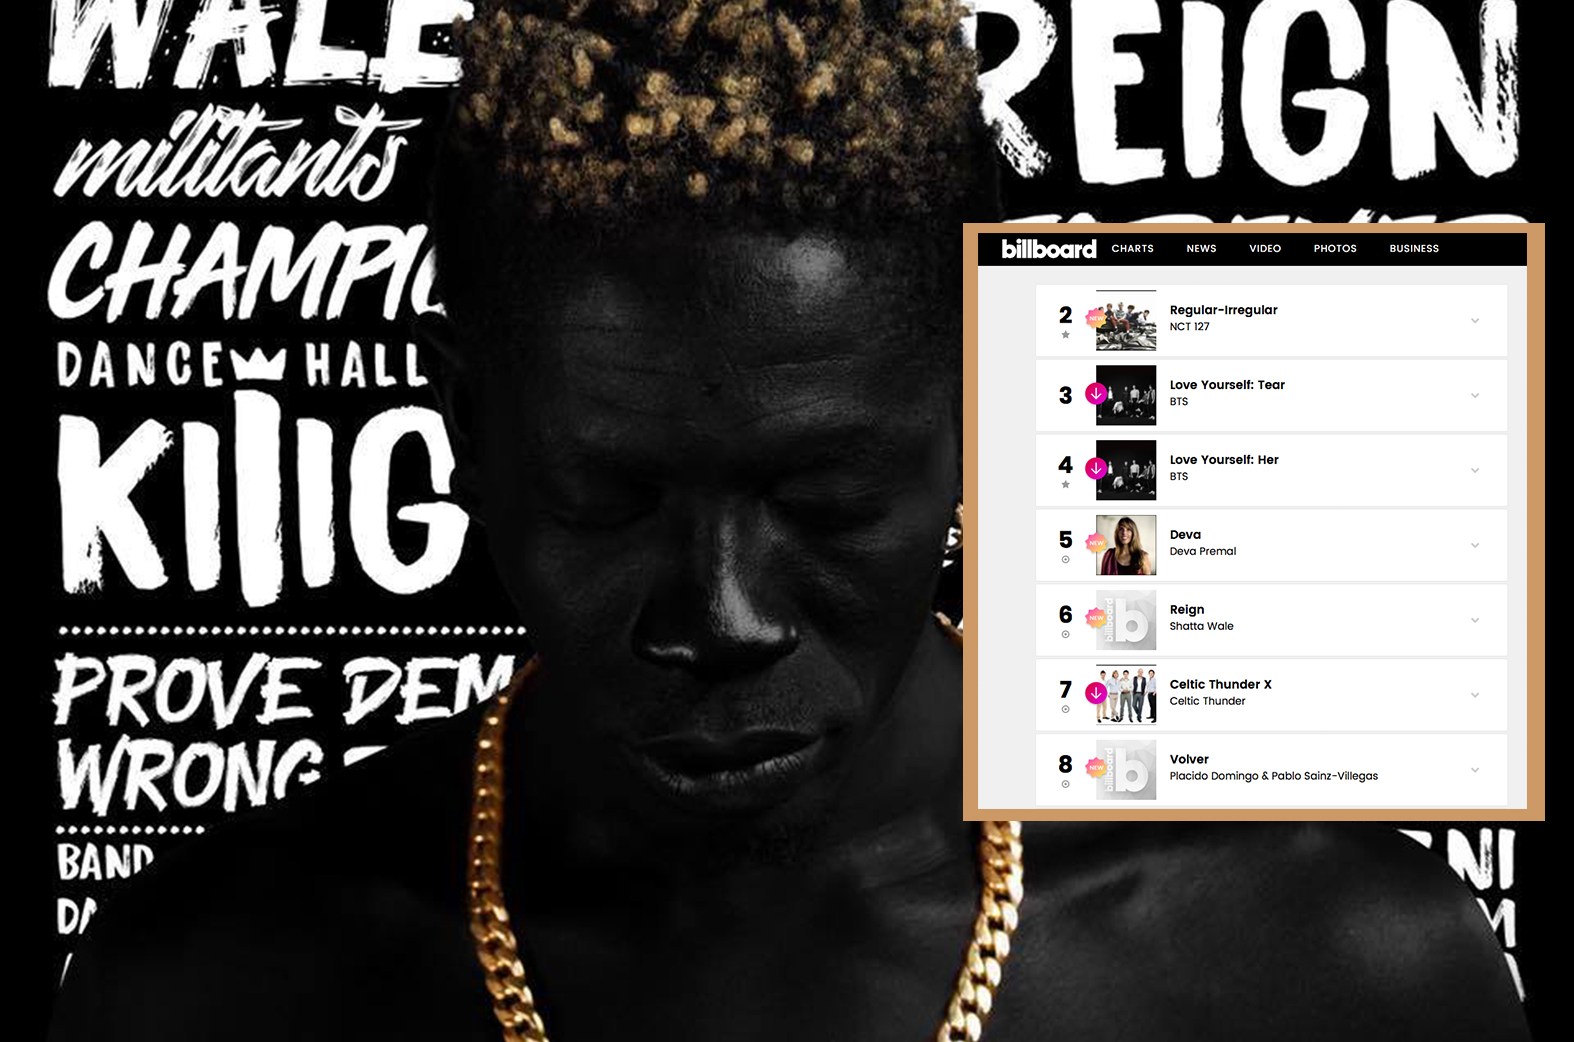 WALE
militants
CHAMPIO
DANCE HALL
KING
PROVE DEM
WRONG
BAND
REIGN
billboard CHARTS NEWS VIDEO PHOTOS BUSINESS
2 NEW Regular-Irregular
NCT 127
3 Love Yourself: Tear
BTS
4 Love Yourself: Her
BTS
5 NEW Deva
Deva Premal
6 NEW billboard b Reign
Shatta Wale
7 Celtic Thunder X
Celtic Thunder
8 NEW billboard b Volver
Placido Domingo & Pablo Sainz-Villegas
NI
M